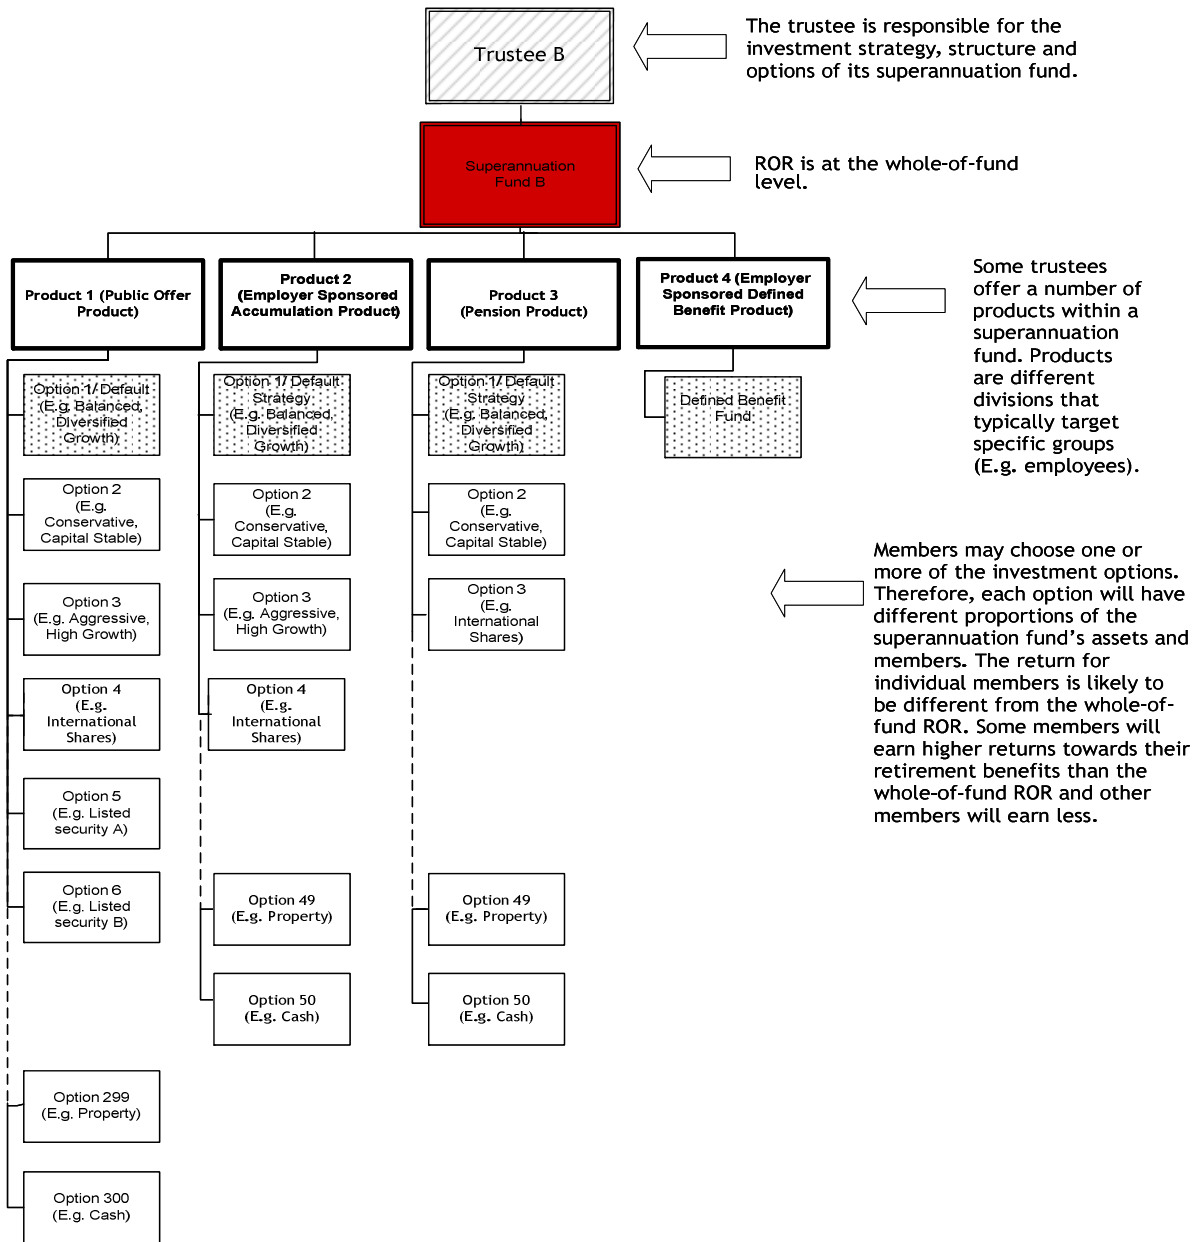 Trustee B
The trustee is responsible for the
investment strategy, structure and
options of its superannuation fund.
Superannuation
Fund B
ROR is at the whole-of-fund
level.
Product 1 (Public Offer
Product)
Product 2
(Employer Sponsored
Accumulation Product)
Product 3
(Pension Product)
Product 4 (Employer
Sponsored Defined
Benefit Product)
Some trustees
offer a number of
products within a
superannuation
fund. Products
are different
divisions that
typically target
specific groups
(E.g. employees).
Option 1/ Default
(E.g. Balanced,
Diversified
Growth)
Option 2
(E.g.
Conservative,
Capital Stable)
Option 3
(E.g. Aggressive,
High Growth)
Option 4
(E.g.
International
Shares)
Option 5
(E.g. Listed
security A)
Option 6
(E.g. Listed
security B)
Option 299
(E.g. Property)
Option 300
(E.g. Cash)
Option 1/ Default
Strategy
(E.g. Balanced,
Diversified
Growth)
Option 2
(E.g.
Conservative,
Capital Stable)
Option 3
(E.g. Aggressive,
High Growth)
Option 4
(E.g.
International
Shares)
Option 49
(E.g. Property)
Option 50
(E.g. Cash)
Option 1/ Default
Strategy
(E.g. Balanced,
Diversified
Growth)
Option 2
(E.g.
Conservative,
Capital Stable)
Option 3
(E.g.
International
Shares)
Option 49
(E.g. Property)
Option 50
(E.g. Cash)
Defined Benefit
Fund
Members may choose one or
more of the investment options.
Therefore, each option will have
different proportions of the
superannuation fund's assets and
members. The return for
individual members is likely to
be different from the whole-of-
fund ROR. Some members will
earn higher returns towards their
retirement benefits than the
whole-of-fund ROR and other
members will earn less.